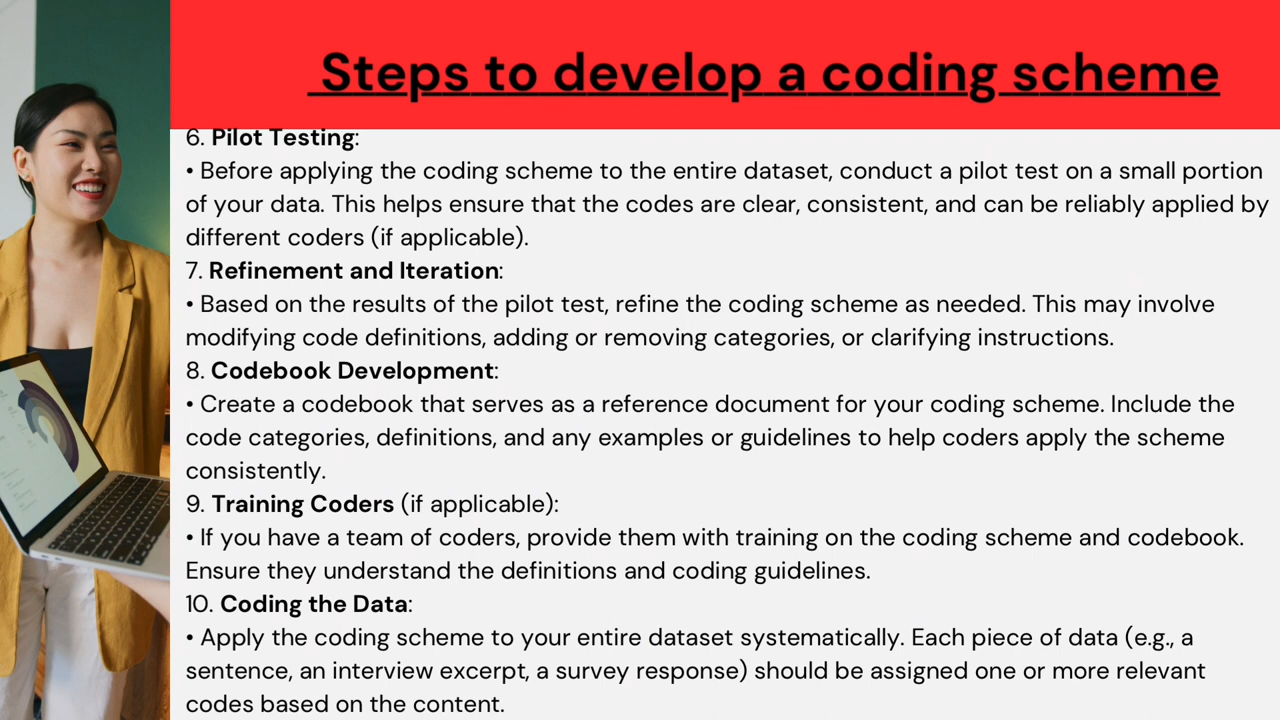 Steps to develop a coding scheme
6. Pilot Testing:
• Before applying the coding scheme to the entire dataset, conduct a pilot test on a small portion
of your data. This helps ensure that the codes are clear, consistent, and can be reliably applied by
different coders (if applicable).
7. Refinement and Iteration:
• Based on the results of the pilot test, refine the coding scheme as needed. This may involve
modifying code definitions, adding or removing categories, or clarifying instructions.
8. Codebook Development:
• Create a codebook that serves as a reference document for your coding scheme. Include the
code categories, definitions, and any examples or guidelines to help coders apply the scheme
consistently.
9. Training Coders (if applicable):
• If you have a team of coders, provide them with training on the coding scheme and codebook.
Ensure they understand the definitions and coding guidelines.
10. Coding the Data:
• Apply the coding scheme to your entire dataset systematically. Each piece of data (e.g., a
sentence, an interview excerpt, a survey response) should be assigned one or more relevant
codes based on the content.